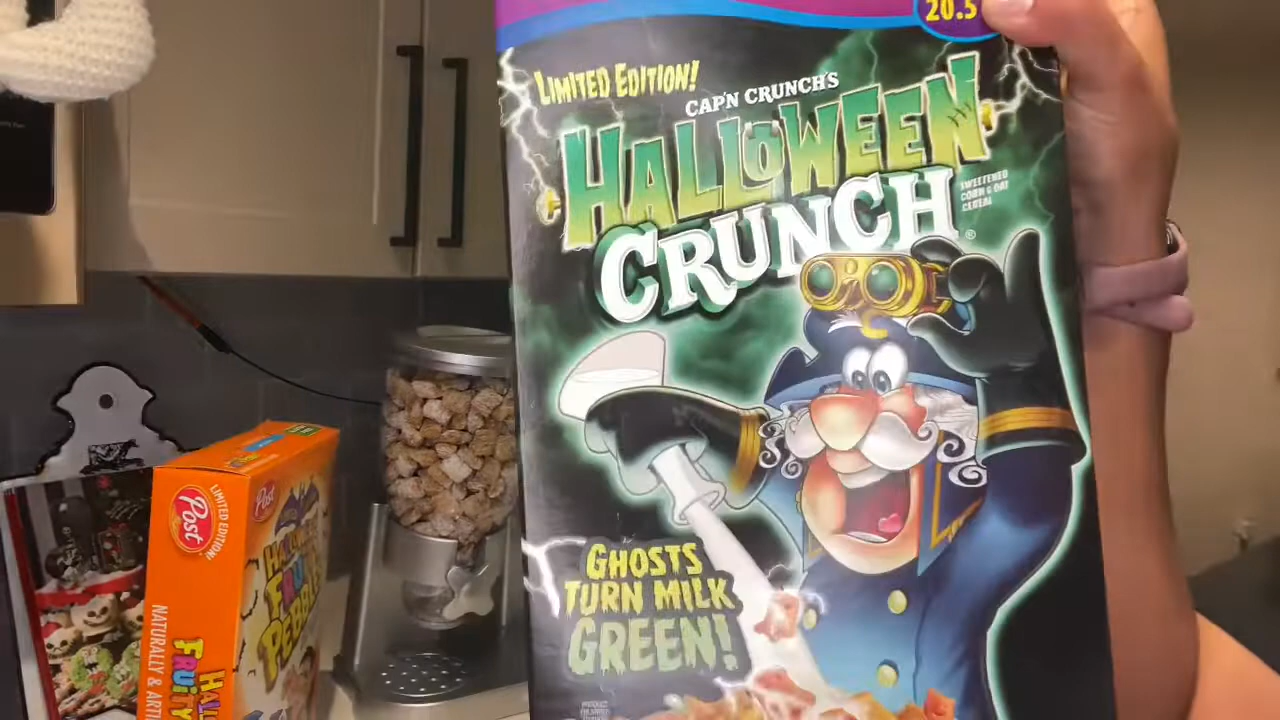 20.5
LIMITED EDITION!
CAP'N CRUNCH'S
HALLOWEEN
CRUNCH
®
SWEETENED
CORN & OAT
CEREAL
GHOSTS
TURN MILK
GREEN!
Post
LIMITED EDITION!
Post
NATURALLY & ARTI
FRUITY